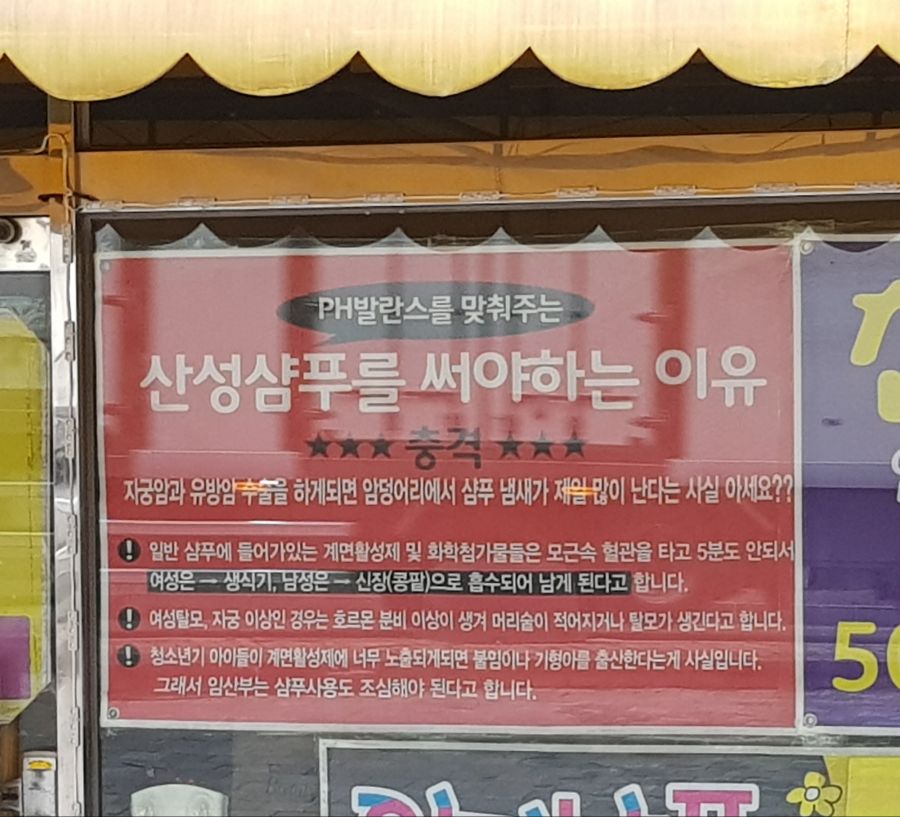 PH발란스를 맞춰주는
산성샴푸를 써야하는 이유
★★★ 충격 ★★★
자궁암과 유방암 수술을 하게되면 암덩어리에서 샴푸 냄새가 제일 많이 난다는 사실 아세요??
일반 샴푸에 들어가있는 계면활성제 및 화학첨가물들은 모근속 혈관을 타고 5분도 안되서
여성은 → 생식기, 남성은 → 신장(콩팥)으로 흡수되어 남게 된다고 합니다.
여성탈모, 자궁 이상인 경우는 호르몬 분비 이상이 생겨 머리술이 적어지거나 탈모가 생긴다고 합니다.
청소년기 아이들이 계면활성제에 너무 노출되게되면 불임이나 기형아를 출산한다는게 사실입니다.
그래서 임산부는 샴푸사용도 조심해야 된다고 합니다.